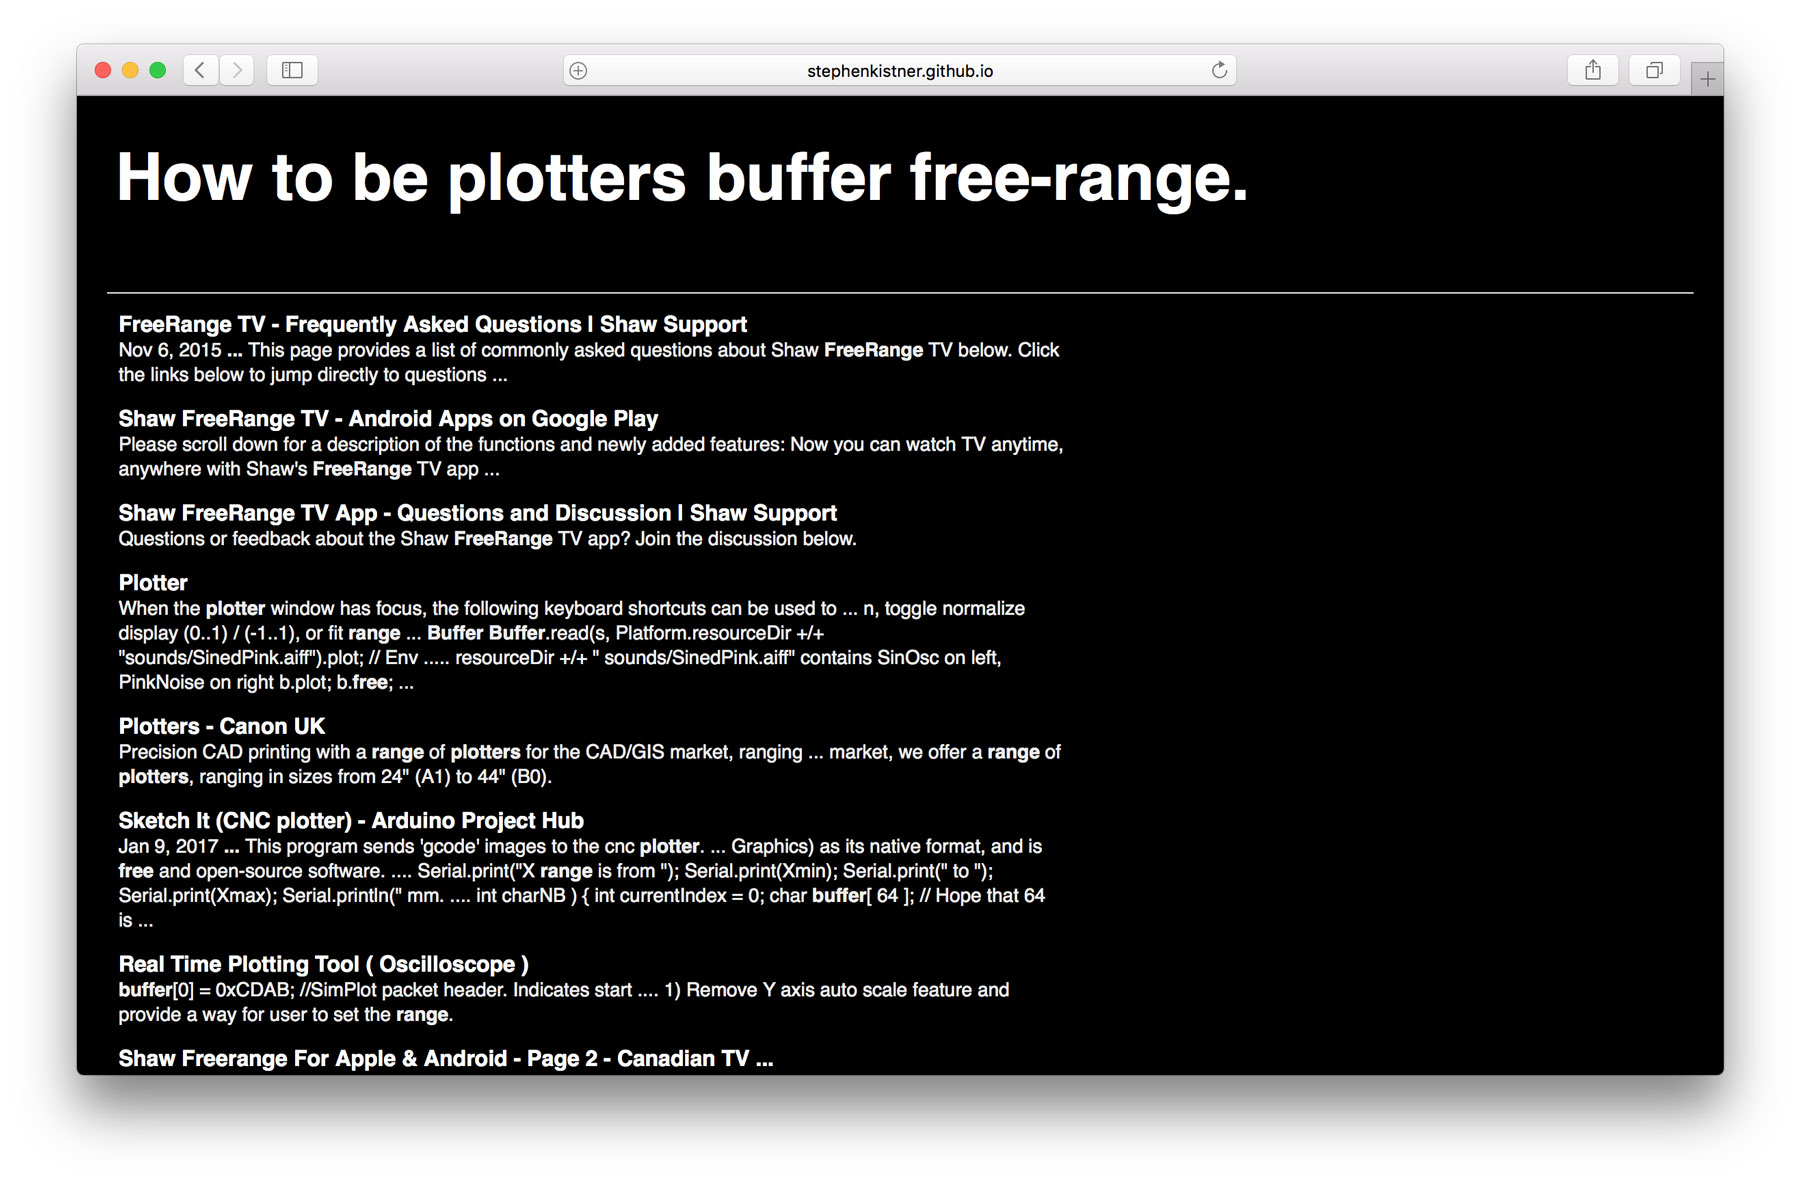 stephenkistner.github.io
How to be plotters buffer free-range.
FreeRange TV - Frequently Asked Questions | Shaw Support
Nov 6, 2015 ... This page provides a list of commonly asked questions about Shaw FreeRange TV below. Click
the links below to jump directly to questions ...
Shaw FreeRange TV - Android Apps on Google Play
Please scroll down for a description of the functions and newly added features: Now you can watch TV anytime,
anywhere with Shaw's FreeRange TV app ...
Shaw FreeRange TV App - Questions and Discussion | Shaw Support
Questions or feedback about the Shaw FreeRange TV app? Join the discussion below.
Plotter
When the plotter window has focus, the following keyboard shortcuts can be used to ... n, toggle normalize
display (0..1) / (-1..1), or fit range ... Buffer Buffer.read(s, Platform.resourceDir +/+
"sounds/SinedPink.aiff").plot; // Env ..... resourceDir +/+ " sounds/SinedPink.aiff" contains SinOsc on left,
PinkNoise on right b.plot; b.free; ...
Plotters - Canon UK
Precision CAD printing with a range of plotters for the CAD/GIS market, ranging ... market, we offer a range of
plotters, ranging in sizes from 24" (A1) to 44" (B0).
Sketch It (CNC plotter) - Arduino Project Hub
Jan 9, 2017 ... This program sends 'gcode' images to the cnc plotter. ... Graphics) as its native format, and is
free and open-source software. .... Serial.print("X range is from "); Serial.print(Xmin); Serial.print(" to ");
Serial.print(Xmax); Serial.println(" mm. .... int charNB ) { int currentIndex = 0; char buffer[ 64 ]; // Hope that 64
is ...
Real Time Plotting Tool ( Oscilloscope )
buffer[0] = 0xCDAB; //SimPlot packet header. Indicates start .... 1) Remove Y axis auto scale feature and
provide a way for user to set the range.
Shaw Freerange For Apple & Android - Page 2 - Canadian TV ...